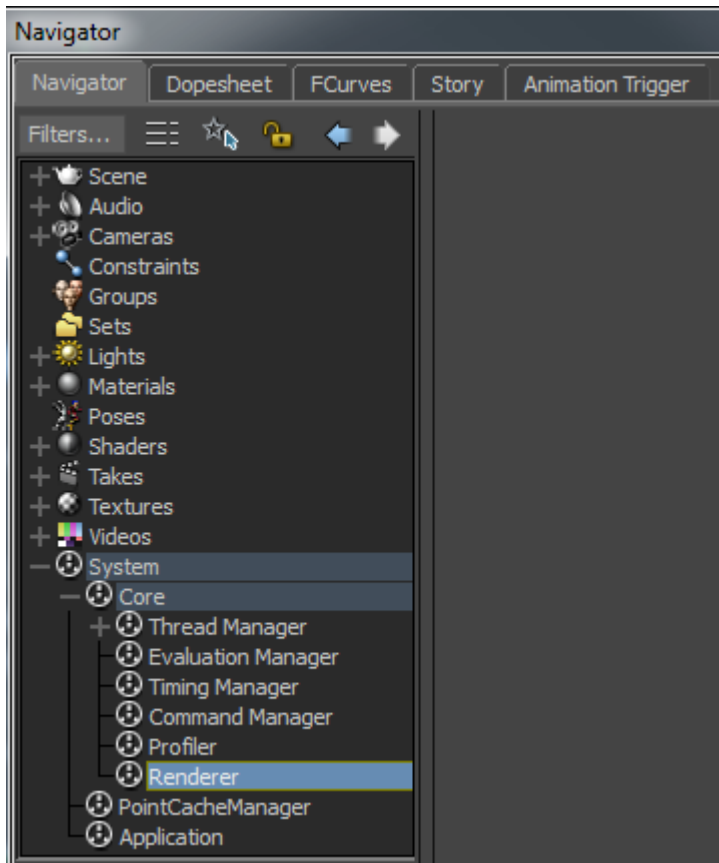 Navigator
Navigator Dopesheet FCurves Story Animation Trigger
Filters...
Scene
Audio
Cameras
Constraints
Groups
Sets
Lights
Materials
Poses
Shaders
Takes
Textures
Videos
System
Core
Thread Manager
Evaluation Manager
Timing Manager
Command Manager
Profiler
Renderer
PointCacheManager
Application